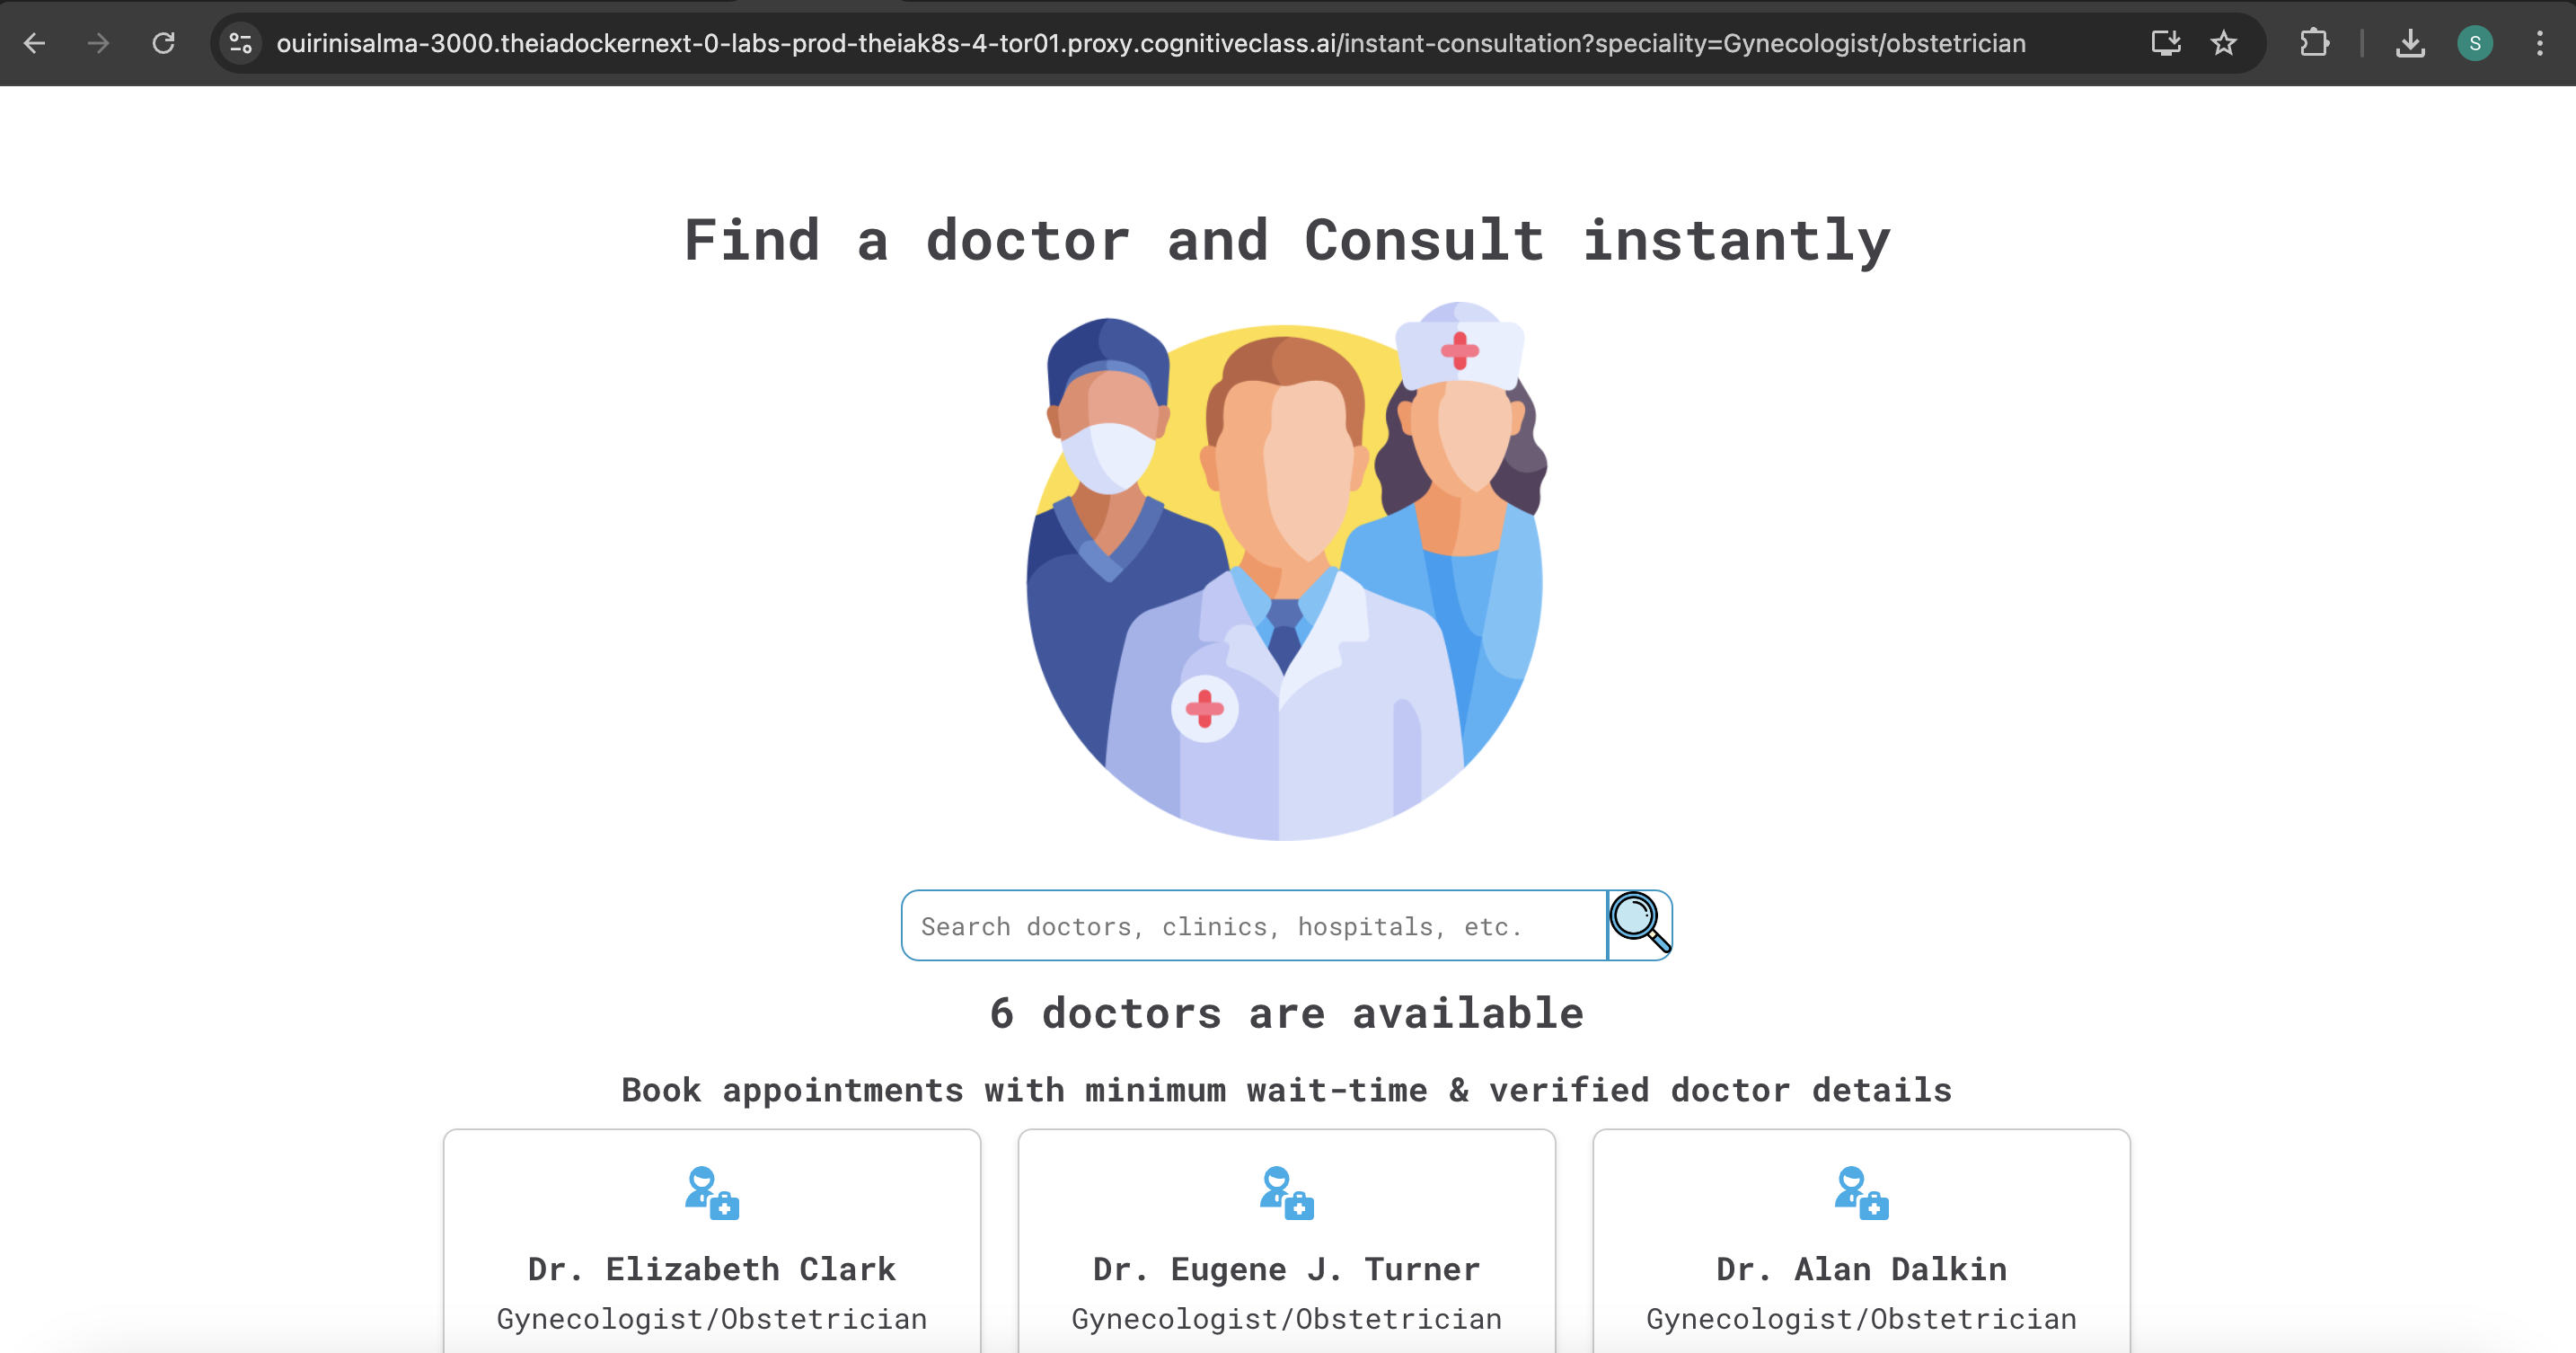 ouirinisalma-3000.theiadockernext-0-labs-prod-theiak8s-4-tor01.proxy.cognitiveclass.ai/instant-consultation?speciality=Gynecologist/obstetrician
S
Find a doctor and Consult instantly
Search doctors, clinics, hospitals, etc.
6 doctors are available
Book appointments with minimum wait-time & verified doctor details
Dr. Elizabeth Clark
Gynecologist/Obstetrician
Dr. Eugene J. Turner
Gynecologist/Obstetrician
Dr. Alan Dalkin
Gynecologist/Obstetrician